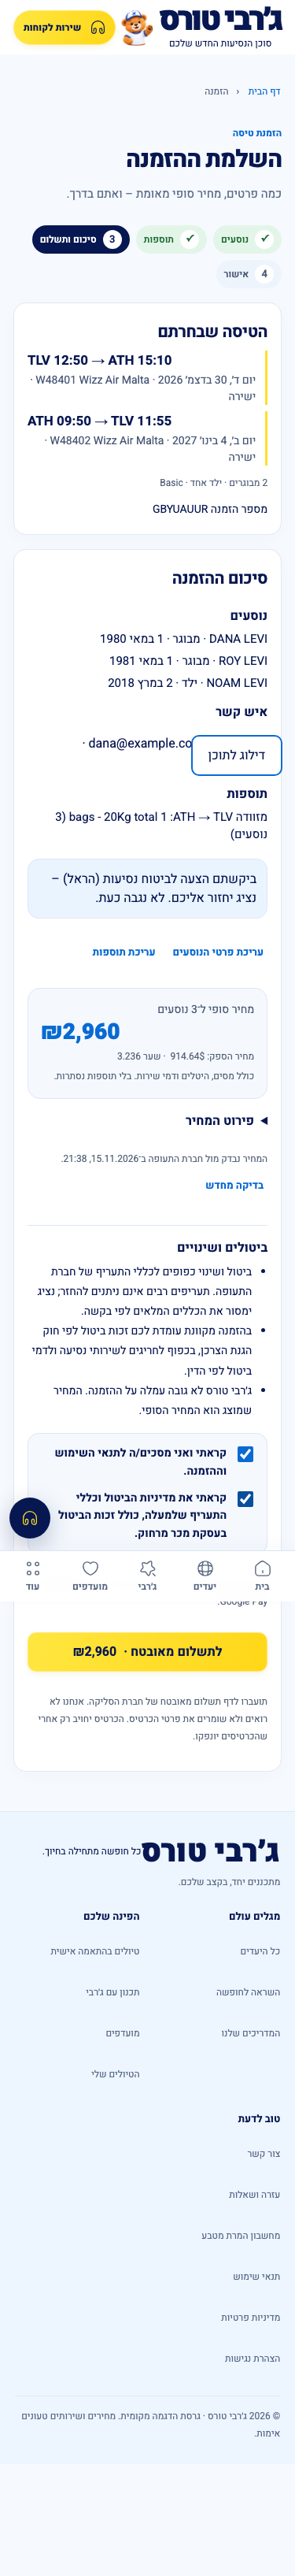 ג׳רבי טורס
סוכן הנסיעות החדש שלכם
שירות לקוחות
דף הבית › הזמנה
הזמנת טיסה
השלמת ההזמנה
כמה פרטים, מחיר סופי מאומת – ואתם בדרך.
✓ נוסעים
✓ תוספות
3 סיכום ותשלום
4 אישור
הטיסה שבחרתם
TLV 12:50 → ATH 15:10
יום ד׳, 30 בדצמ׳ 2026 · W48401 Wizz Air Malta ·
ישירה
ATH 09:50 → TLV 11:55
יום ב׳, 4 בינו׳ 2027 · W48402 Wizz Air Malta ·
ישירה
2 מבוגרים · ילד אחד · Basic
מספר הזמנה GBYUAUUR
סיכום ההזמנה
נוסעים
DANA LEVI · מבוגר · 1 במאי 1980
ROY LEVI · מבוגר · 1 במאי 1981
NOAM LEVI · ילד · 2 במרץ 2018
איש קשר
dana@example.co ·
דילוג לתוכן
תוספות
מזוודה ATH: 1 bags - 20Kg total ← TLV (3
נוסעים)
ביקשתם הצעה לביטוח נסיעות (הראל) –
נציג יחזור אליכם. לא נגבה כעת.
עריכת פרטי הנוסעים
עריכת תוספות
מחיר סופי ל־3 נוסעים
₪2,960
מחיר הספק: 914.64$ · שער 3.236
כולל מסים, היטלים ודמי שירות. בלי תוספות נסתרות.
פירוט המחיר
המחיר נבדק מול חברת התעופה ב־15.11.2026, 21:38.
בדיקה מחדש
ביטולים ושינויים
• ביטול ושינוי כפופים לכללי התעריף של חברת
התעופה. תעריפים רבים אינם ניתנים להחזר; נציג
ימסור את הכללים המלאים לפי בקשה.
• בהזמנה מקוונת עומדת לכם זכות ביטול לפי חוק
הגנת הצרכן, בכפוף לחריגים לשירותי נסיעה ולדמי
ביטול לפי הדין.
• ג׳רבי טורס לא גובה עמלה על ההזמנה. המחיר
שמוצג הוא המחיר הסופי.
קראתי ואני מסכים/ה לתנאי השימוש
וההזמנה.
קראתי את מדיניות הביטול וכללי
התעריף שלמעלה, כולל זכות הביטול
בעסקת מכר מרחוק.
בית
יעדים
ג׳רבי
מועדפים
עוד
Google Pay.
לתשלום מאובטח · ₪2,960
תועברו לדף תשלום מאובטח של חברת הסליקה. אנחנו לא
רואים ולא שומרים את פרטי הכרטיס. הכרטיס יחויב רק אחרי
שהכרטיסים יונפקו.
ג׳רבי טורס
כל חופשה מתחילה בחיוך.
מתכננים יחד, בקצב שלכם.
מגלים עולם
כל היעדים
השראה לחופשה
המדריכים שלנו
הפינה שלכם
טיולים בהתאמה אישית
תכנון עם ג׳רבי
מועדפים
הטיולים שלי
טוב לדעת
צור קשר
עזרה ושאלות
מחשבון המרת מטבע
תנאי שימוש
מדיניות פרטיות
הצהרת נגישות
© 2026 ג׳רבי טורס · גרסת הדגמה מקומית. מחירים ושירותים טעונים
אימות.